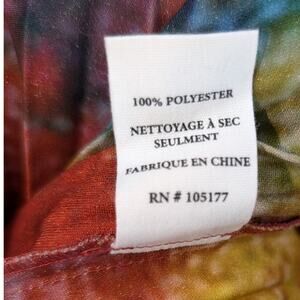 100% POLYESTER
NETTOYAGE À SEC
SEULMENT
FABRIQUE EN CHINE
RN # 105177